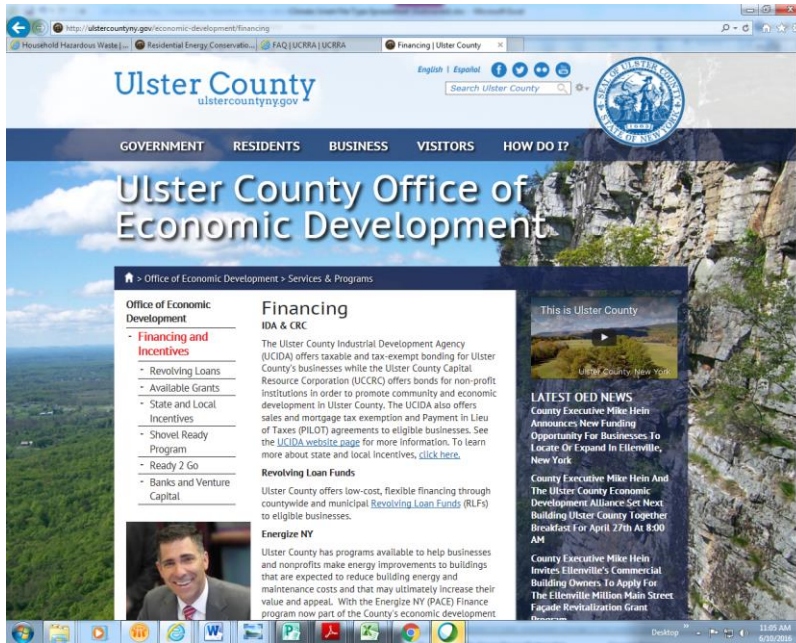 http://ulstercountyny.gov/economic-development/financing
Household Hazardous Waste |...
Residential Energy Conservatio...
FAQ | UCRRA | UCRRA
Financing | Ulster County
Ulster County
ulstercountyny.gov
English | Español
Search Ulster County
SEAL OF ULSTER COUNTY
STATE OF NEW YORK
GOVERNMENT RESIDENTS BUSINESS VISITORS HOW DO I?
Ulster County Office of
Economic Development
> Office of Economic Development > Services & Programs
Office of Economic
Development
- Financing and
Incentives
- Revolving Loans
- Available Grants
- State and Local
Incentives
- Shovel Ready
Program
- Ready 2 Go
- Banks and Venture
Capital
Financing
IDA & CRC
The Ulster County Industrial Development Agency
(UCIDA) offers taxable and tax-exempt bonding for Ulster
County's businesses while the Ulster County Capital
Resource Corporation (UCCRC) offers bonds for non-profit
institutions in order to promote community and economic
development in Ulster County. The UCIDA also offers
sales and mortgage tax exemption and Payment in Lieu
of Taxes (PILOT) agreements to eligible businesses. See
the UCIDA website page for more information. To learn
more about state and local incentives, click here.
Revolving Loan Funds
Ulster County offers low-cost, flexible financing through
countywide and municipal Revolving Loan Funds (RLFs)
to eligible businesses.
Energize NY
Ulster County has programs available to help businesses
and nonprofits make energy improvements to buildings
that are expected to reduce building energy and
maintenance costs and that may ultimately increase their
value and appeal. With the Energize NY (PACE) Finance
program now part of the County's economic development
This is Ulster County
Ulster County, New York
LATEST OED NEWS
County Executive Mike Hein
Announces New Funding
Opportunity For Businesses To
Locate Or Expand In Ellenville,
New York
County Executive Mike Hein And
The Ulster County Economic
Development Alliance Set Next
Building Ulster County Together
Breakfast For April 27th At 8:00
AM
County Executive Mike Hein
Invites Ellenville's Commercial
Building Owners To Apply For
The Ellenville Million Main Street
Façade Revitalization Grant
Program
Desktop
11:05 AM
6/10/2016